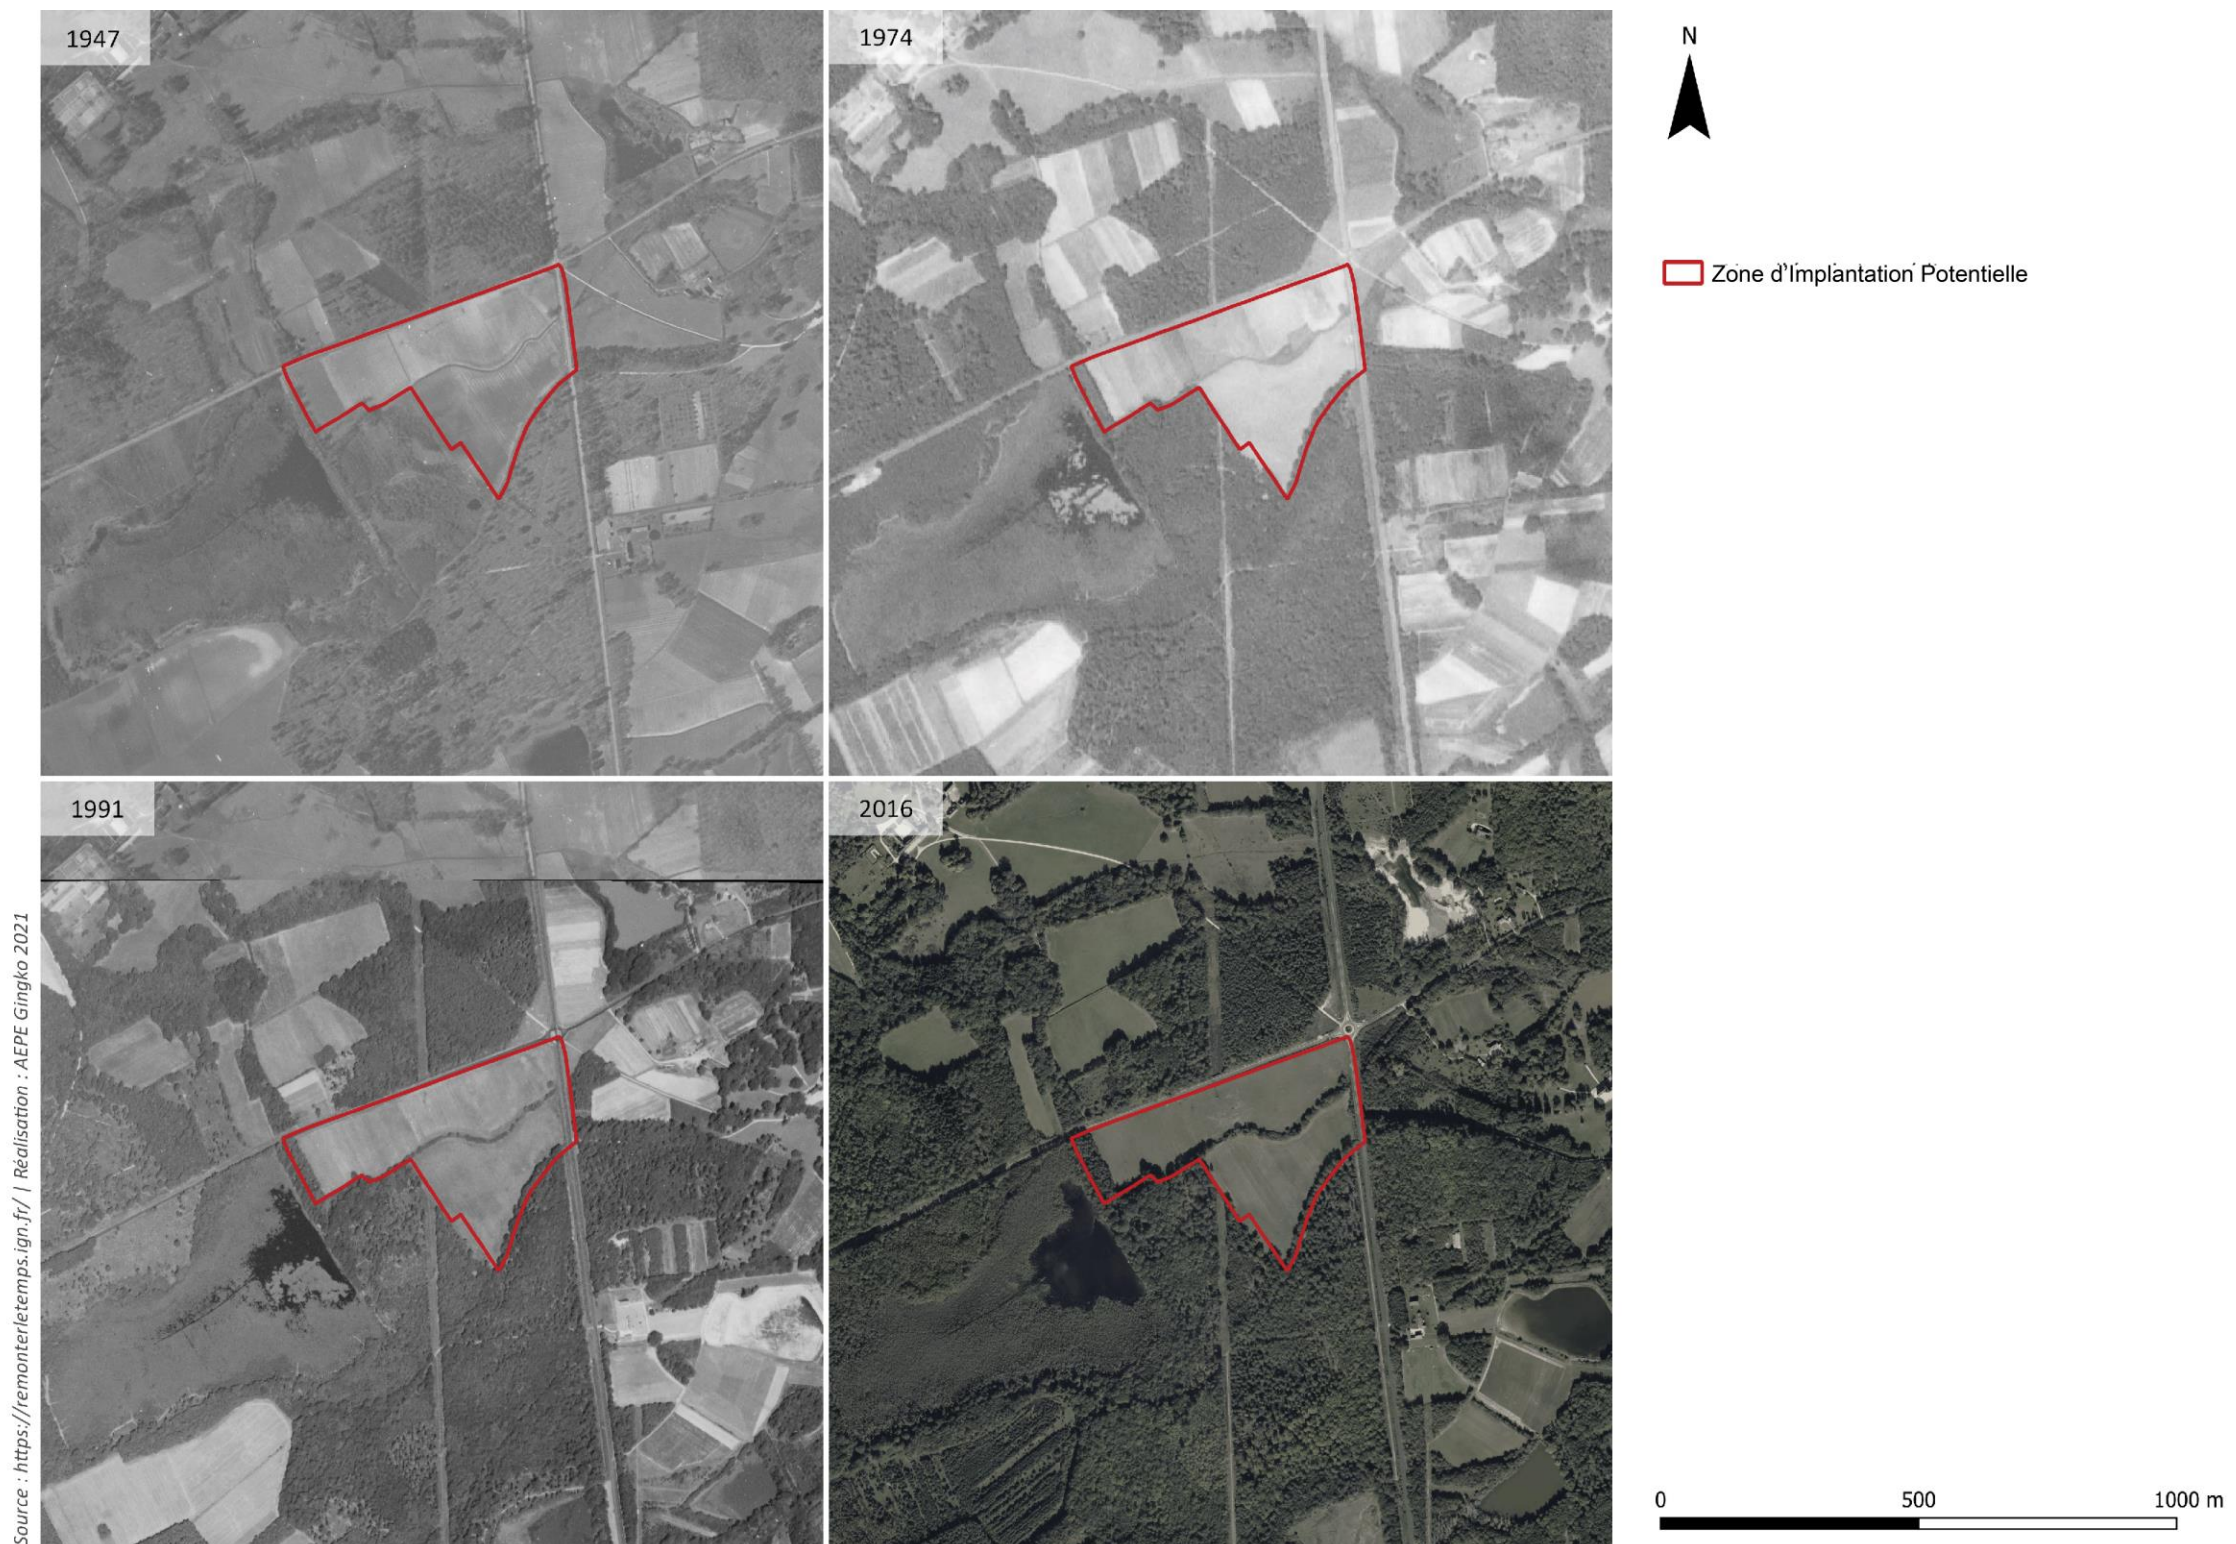 1947
1974
N
Zone d'Implantation Potentielle
1991
2016
Source : https://remonterletemps.ign.fr/ | Réalisation : AEPE Gingko 2021
0 500 1000 m